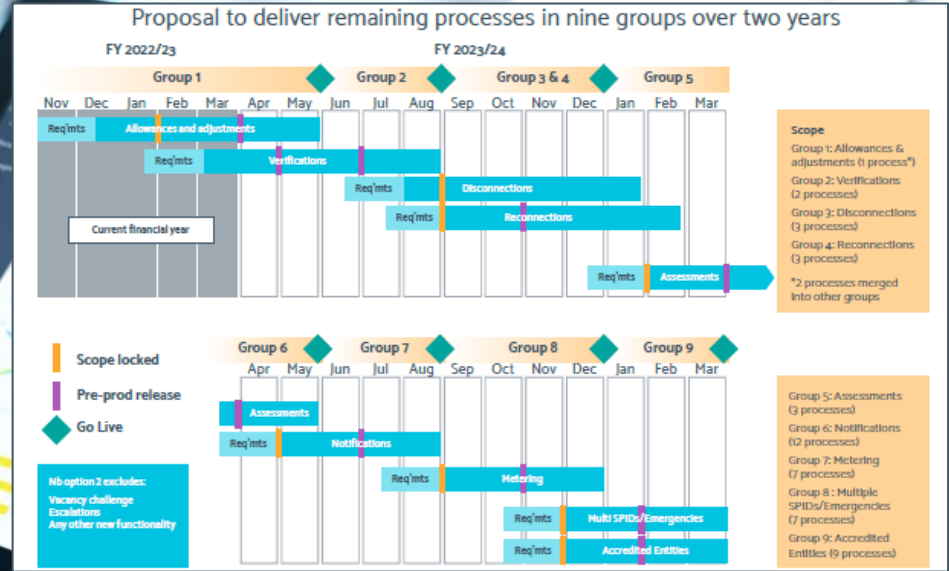 Proposal to deliver remaining processes in nine groups over two years
FY 2022/23
FY 2023/24
Group 1
Group 2
Group 3 & 4
Group 5
Nov Dec Jan Feb Mar Apr May Jun Jul Aug Sep Oct Nov Dec Jan Feb Mar
Req'mts
Allowances and adjustments
Req'mts
Verifications
Req'mts
Disconnections
Req'mts
Reconnections
Current financial year
Req'mts
Assessments
Scope
Group 1: Allowances &
adjustments (1 process*)
Group 2: Verifications
(2 processes)
Group 3: Disconnections
(3 processes)
Group 4: Reconnections
(3 processes)
*2 processes merged
into other groups
Group 6
Group 7
Group 8
Group 9
Apr May Jun Jul Aug Sep Oct Nov Dec Jan Feb Mar
Scope locked
Pre-prod release
Go Live
Assessments
Req'mts
Notifications
Req'mts
Metering
Req'mts
Multi SPIDs/Emergencies
Req'mts
Accredited Entities
Nb option 2 excludes:
Vacancy challenge
Escalations
Any other new functionality
Group 5: Assessments
(3 processes)
Group 6: Notifications
(12 processes)
Group 7: Metering
(7 processes)
Group 8 : Multiple
SPIDs/Emergencies
(7 processes)
Group 9: Accredited
Entities (9 processes)